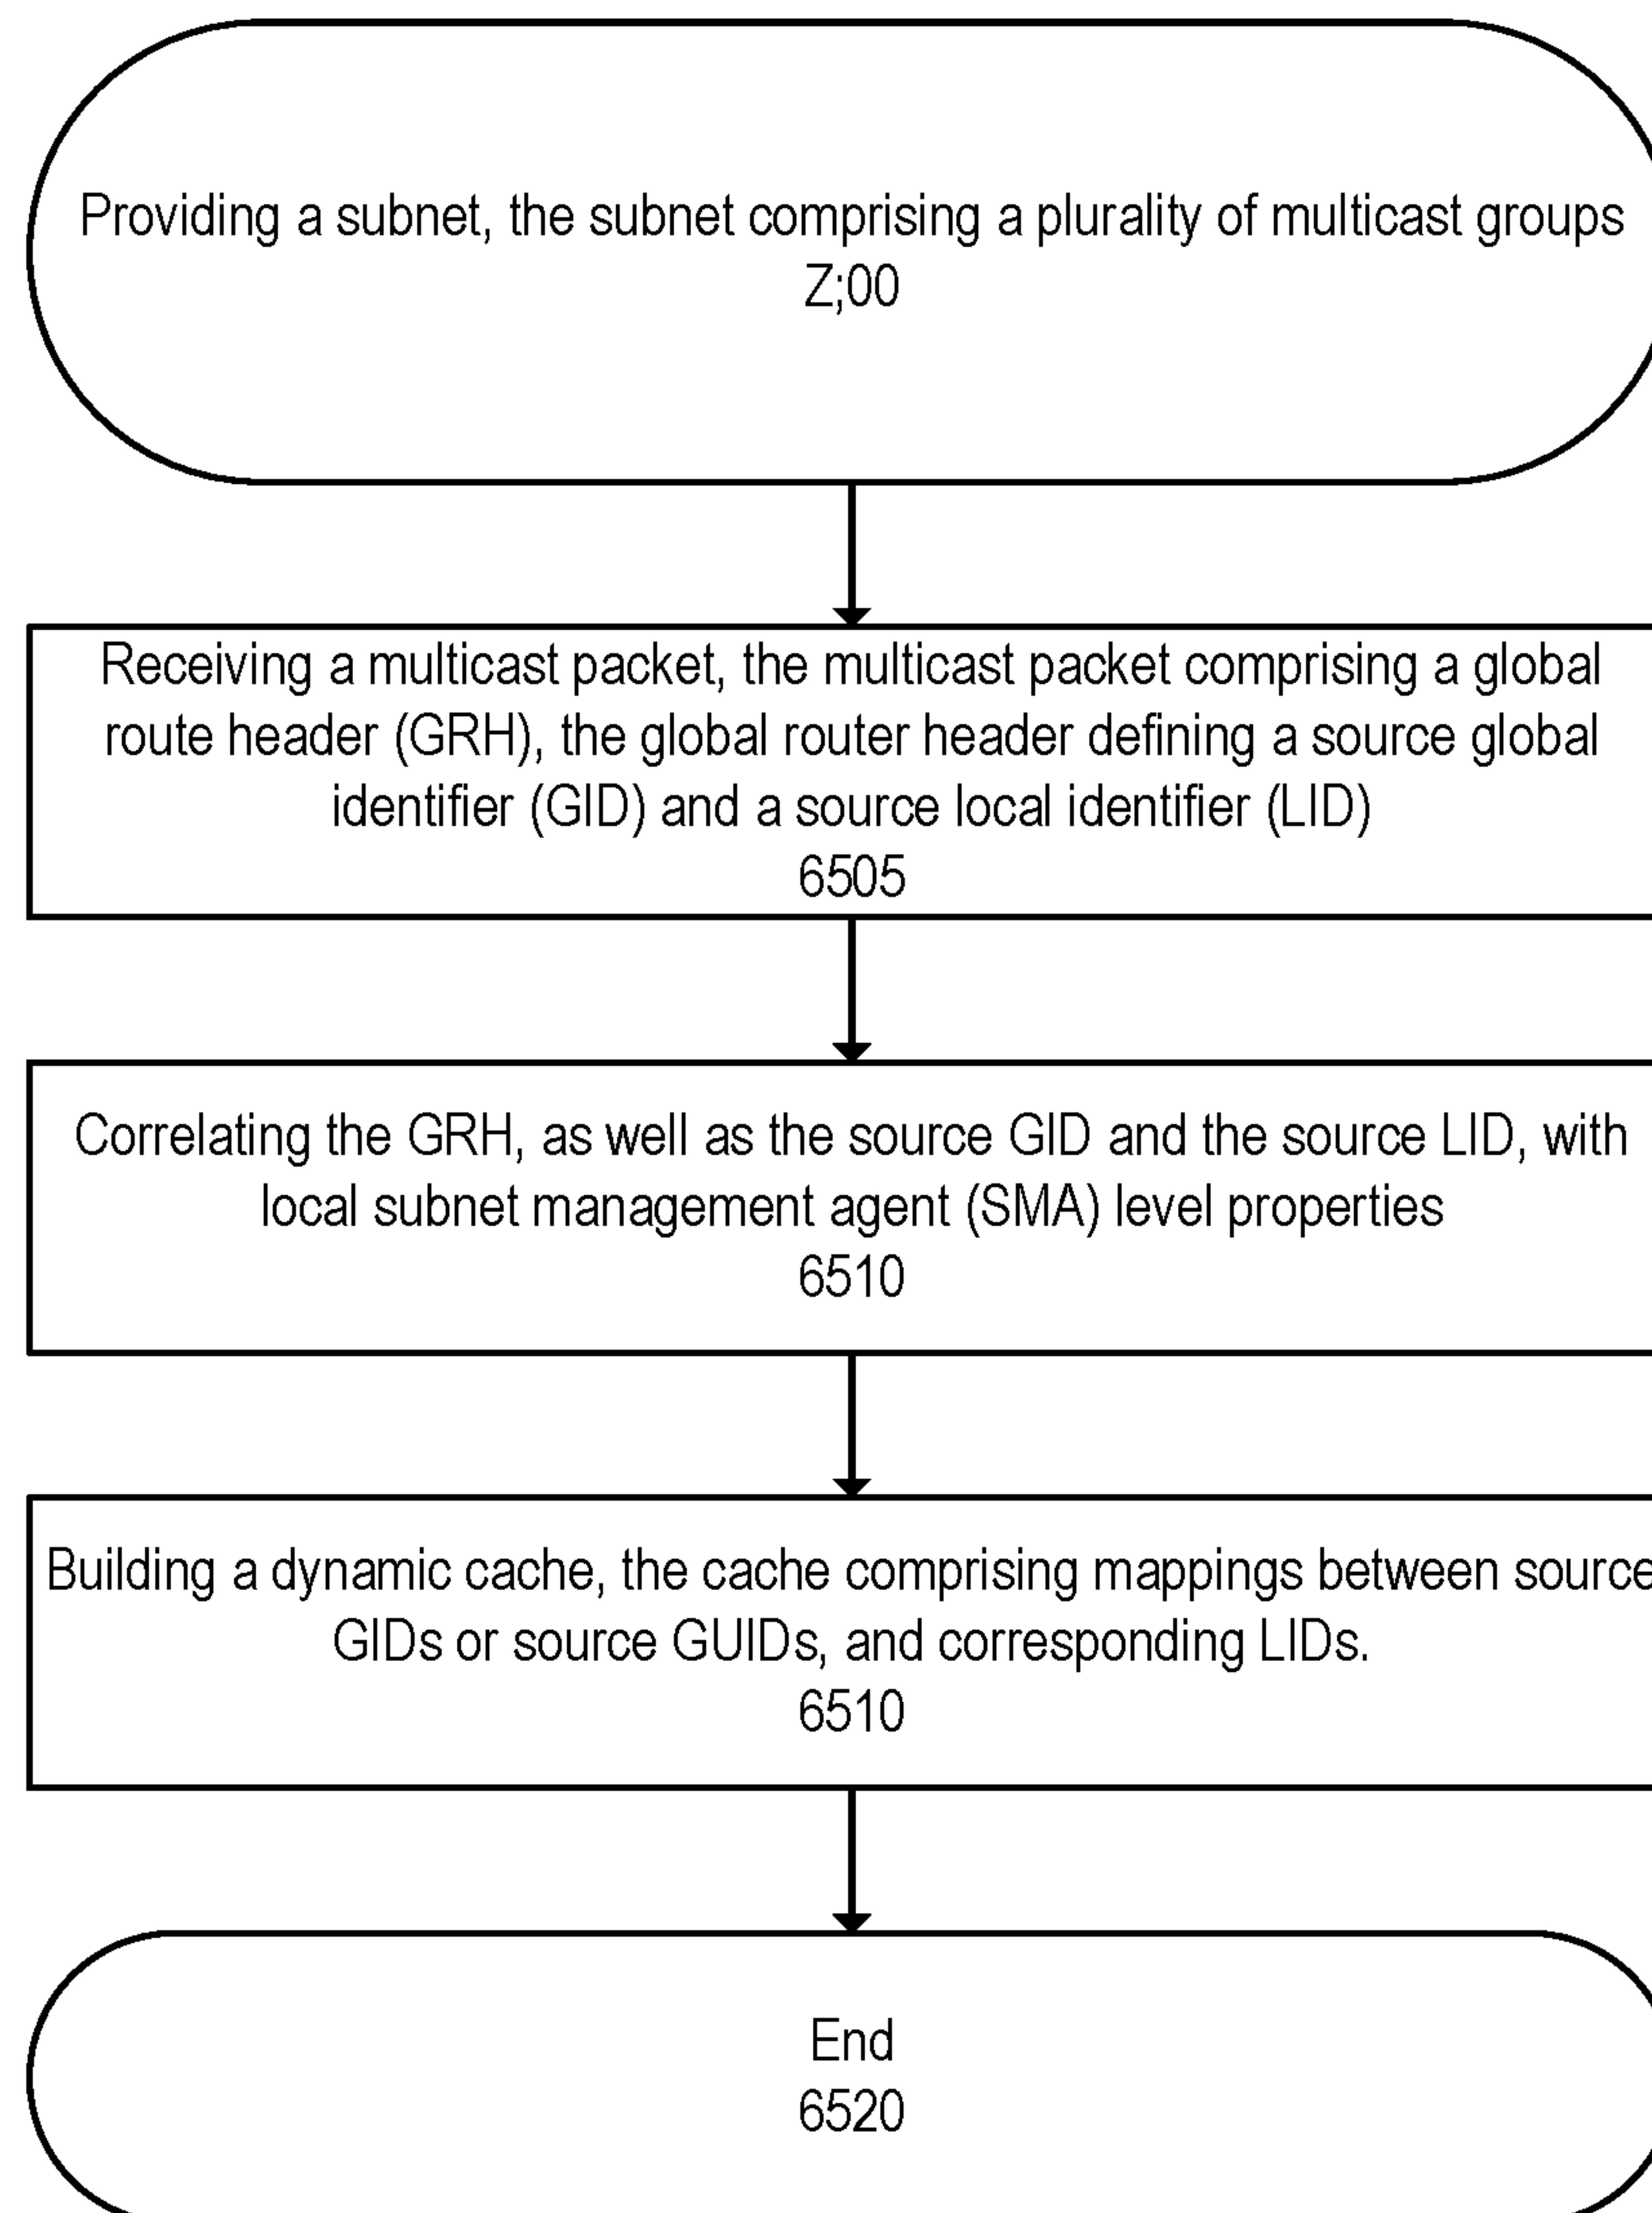 Providing a subnet, the subnet comprising a plurality of multicast groups
Z;00
Receiving a multicast packet, the multicast packet comprising a global
route header (GRH), the global router header defining a source global
identifier (GID) and a source local identifier (LID)
6505
Correlating the GRH, as well as the source GID and the source LID, with
local subnet management agent (SMA) level properties
6510
Building a dynamic cache, the cache comprising mappings between source
GIDs or source GUIDs, and corresponding LIDs.
6510
End
6520